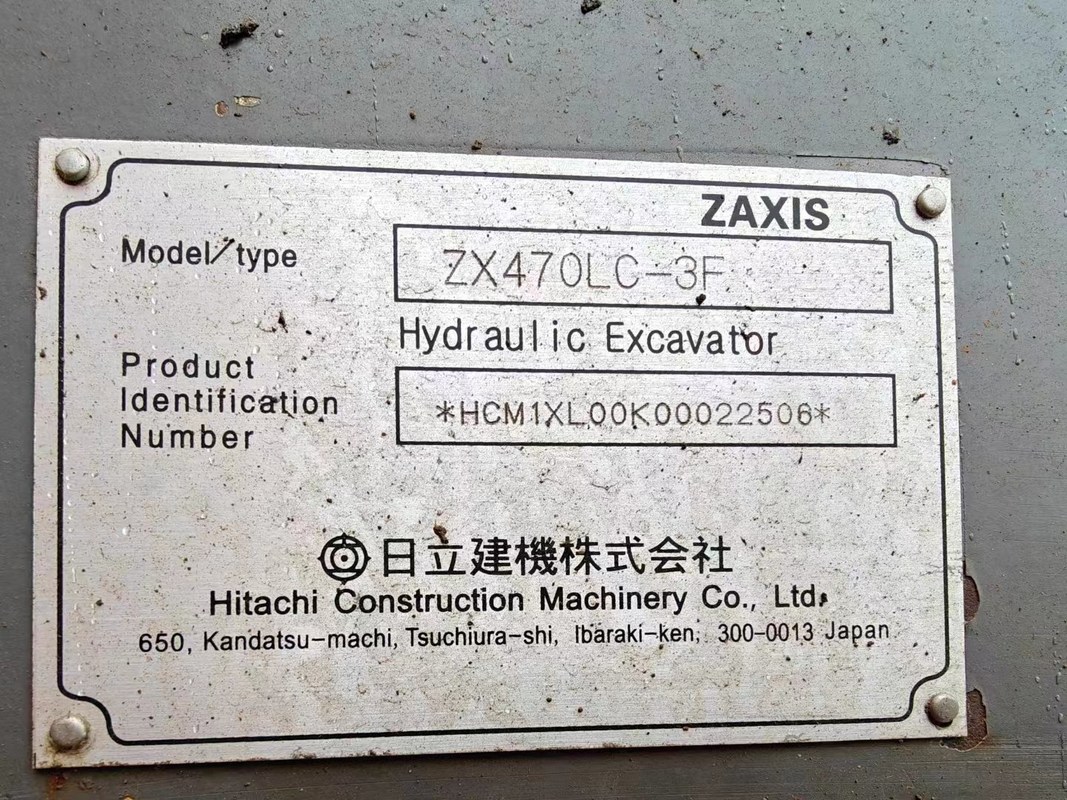 ZAXIS
Model/type ZX470LC-3F
Hydraulic Excavator
Product
Identification
Number
*HCM1XL00K00022506*
日立建機株式会社
Hitachi Construction Machinery Co., Ltd.
650, Kandatsu-machi, Tsuchiura-shi, Ibaraki-ken, 300-0013 Japan